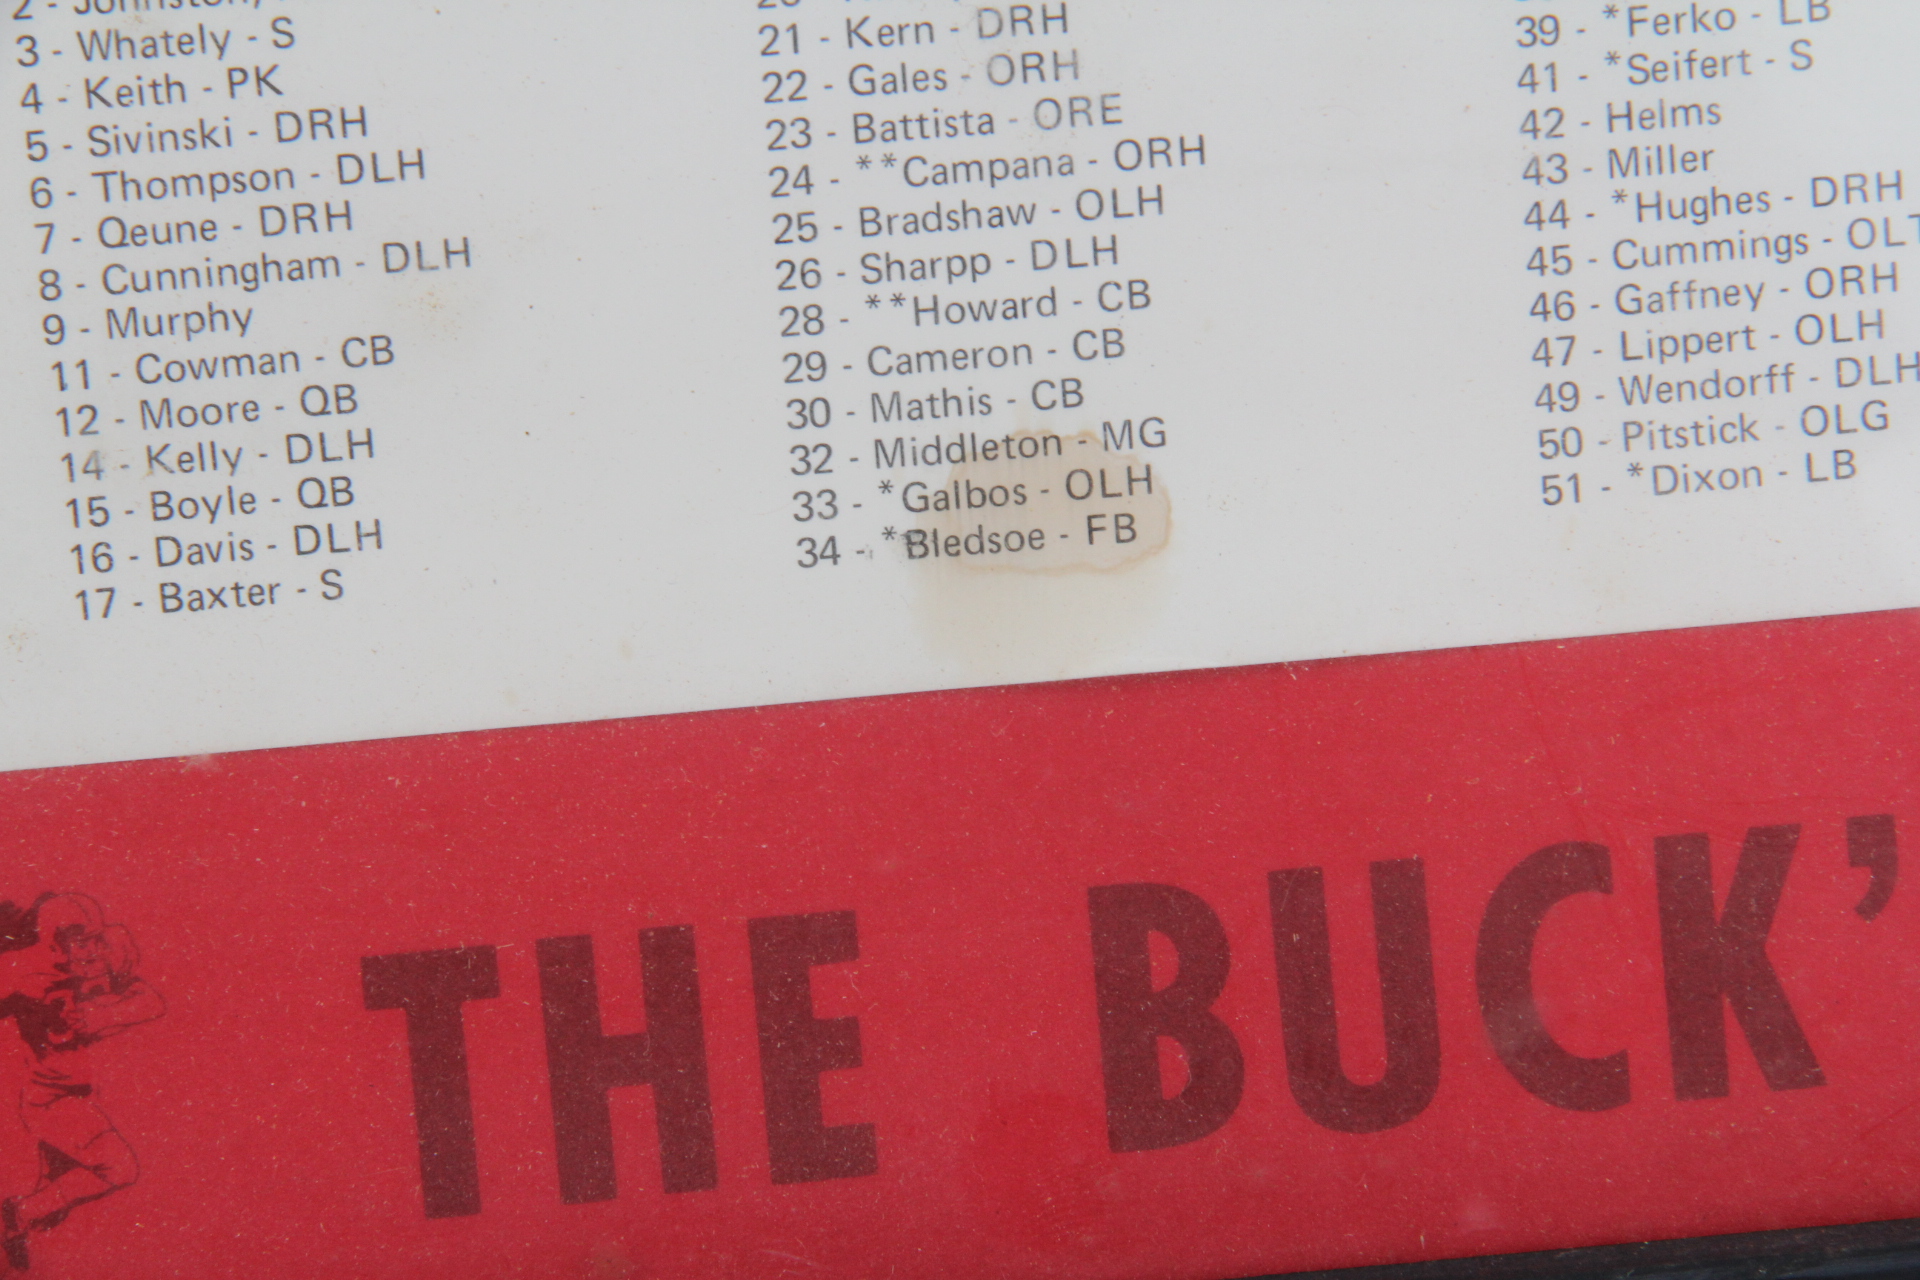 3 - Whately - S
4 - Keith - PK
5 - Sivinski - DRH
6 - Thompson - DLH
7 - Qeune - DRH
8 - Cunningham - DLH
9 - Murphy
11 - Cowman - CB
12 - Moore - QB
14 - Kelly - DLH
15 - Boyle - QB
16 - Davis - DLH
17 - Baxter - S
21 - Kern - DRH
22 - Gales - ORH
23 - Battista - ORE
24 - **Campana - ORH
25 - Bradshaw - OLH
26 - Sharpp - DLH
28 - **Howard - CB
29 - Cameron - CB
30 - Mathis - CB
32 - Middleton - MG
33 - *Galbos - OLH
34 - *Bledsoe - FB
39 - *Ferko - LB
41 - *Seifert - S
42 - Helms
43 - Miller
44 - *Hughes - DRH
45 - Cummings - OLT
46 - Gaffney - ORH
47 - Lippert - OLH
49 - Wendorff - DLH
50 - Pitstick - OLG
51 - *Dixon - LB
THE BUCK'